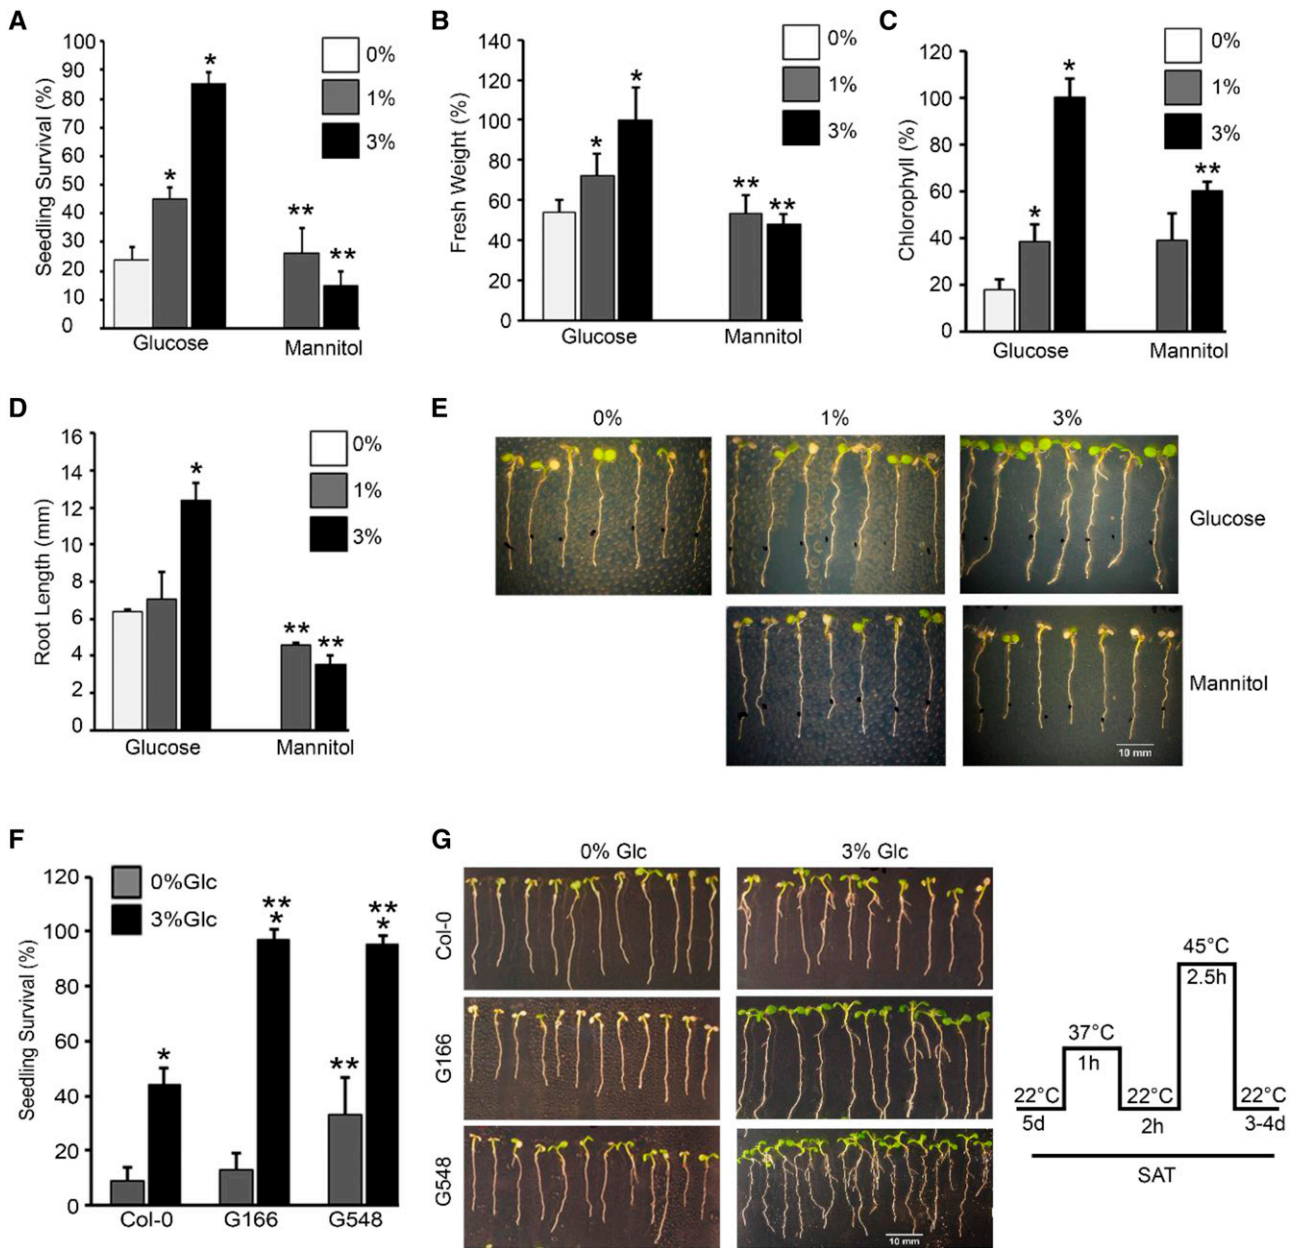 A
Seedling Survival (%)
100
90
80
70
60
50
40
30
20
10
0
*
*
**
**
0%
1%
3%
Glucose
Mannitol
B
Fresh Weight (%)
140
120
100
80
60
40
20
0
*
*
**
**
0%
1%
3%
Glucose
Mannitol
C
Chlorophyll (%)
120
100
80
60
40
20
0
*
*
**
0%
1%
3%
Glucose
Mannitol
D
Root Length (mm)
16
14
12
10
8
6
4
2
0
*
**
**
0%
1%
3%
Glucose
Mannitol
E
0%
1%
3%
Glucose
Mannitol
10 mm
F
Seedling Survival (%)
120
100
80
60
40
20
0
0%Glc
3%Glc
*
**
*
**
**
*
Col-0
G166
G548
G
0% Glc
3% Glc
Col-0
G166
G548
10 mm
45°C
2.5h
37°C
1h
22°C
5d
22°C
2h
22°C
3-4d
SAT